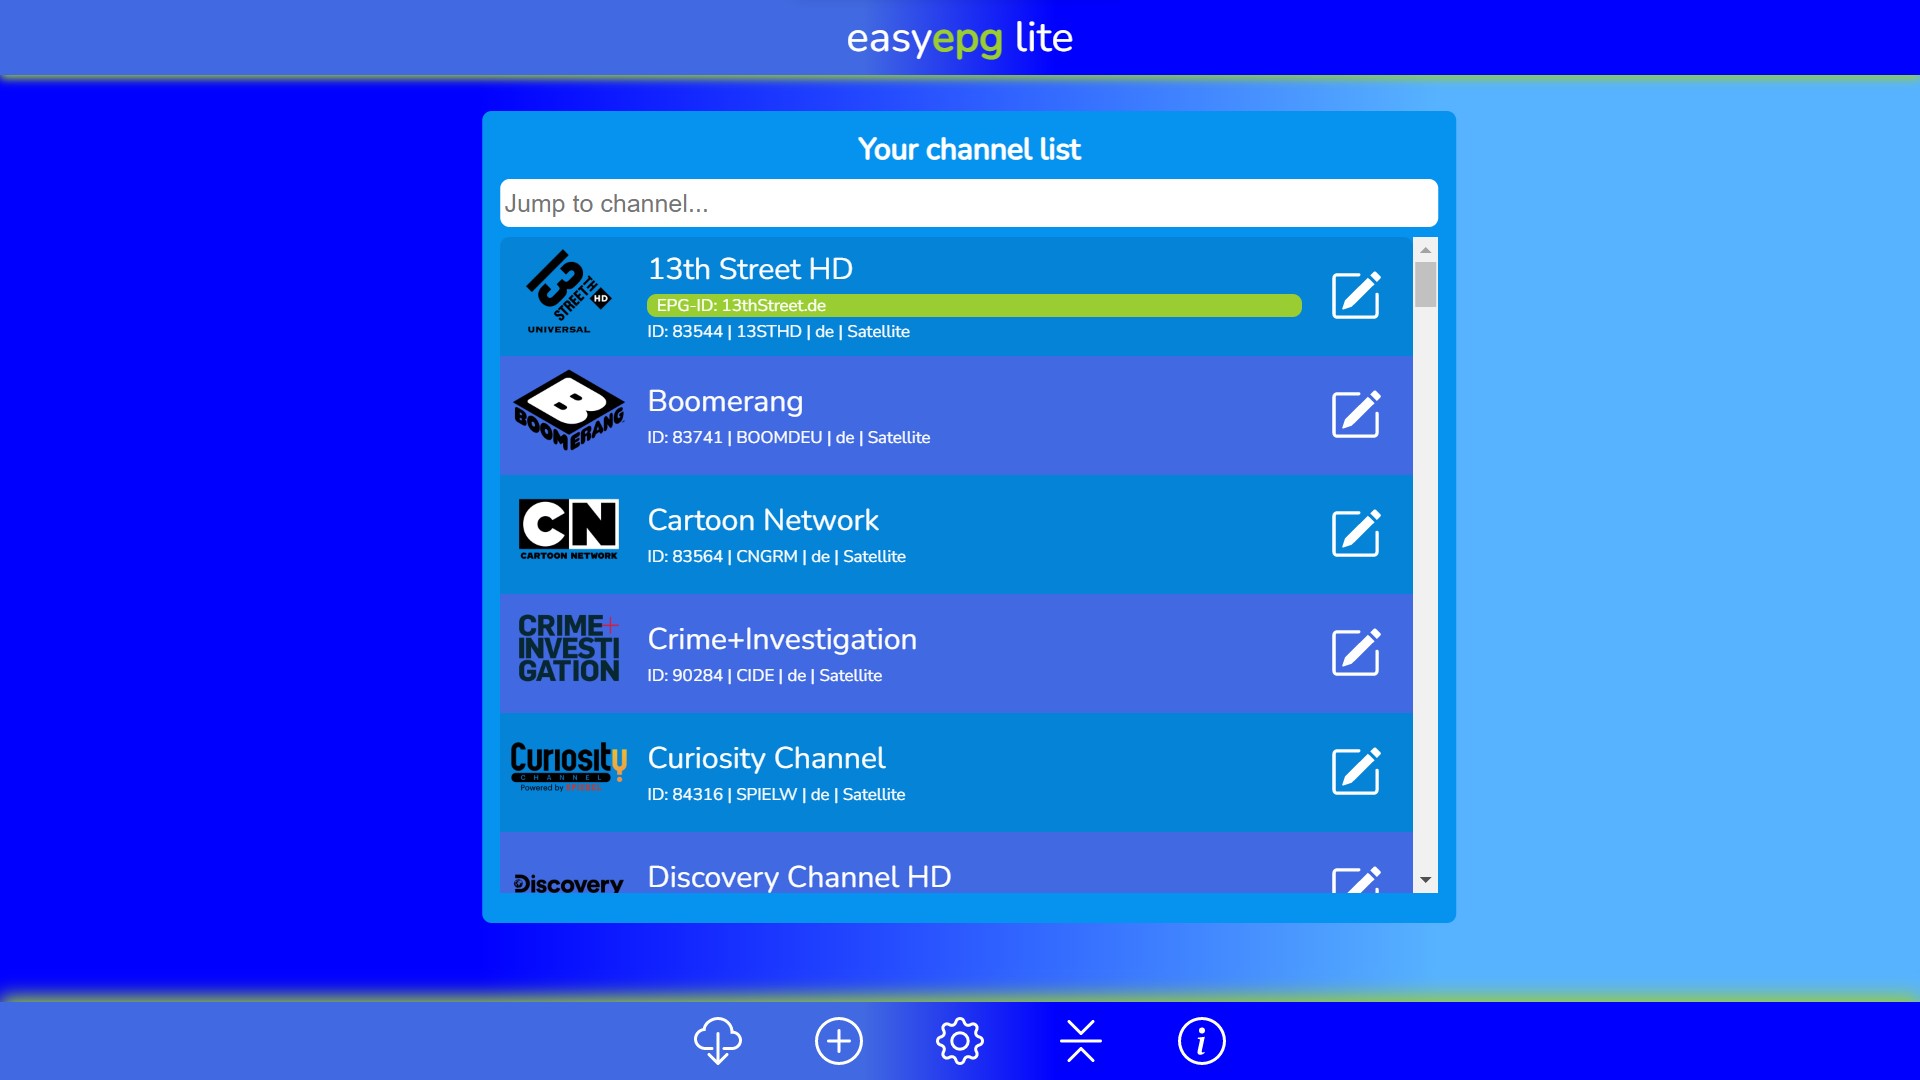 easyepg lite
Your channel list
Jump to channel...
13 STREETH HD
UNIVERSAL
13th Street HD
EPG-ID: 13thStreet.de
ID: 83544 | 13STHD | de | Satellite
B
BOOMERANG
Boomerang
ID: 83741 | BOOMDEU | de | Satellite
CN
CARTOON NETWORK
Cartoon Network
ID: 83564 | CNGRM | de | Satellite
CRIME+
INVESTI
GATION
Crime+Investigation
ID: 90284 | CIDE | de | Satellite
Curiosity
CHANNEL
Powered by
Curiosity Channel
ID: 84316 | SPIELW | de | Satellite
Discovery
Discovery Channel HD